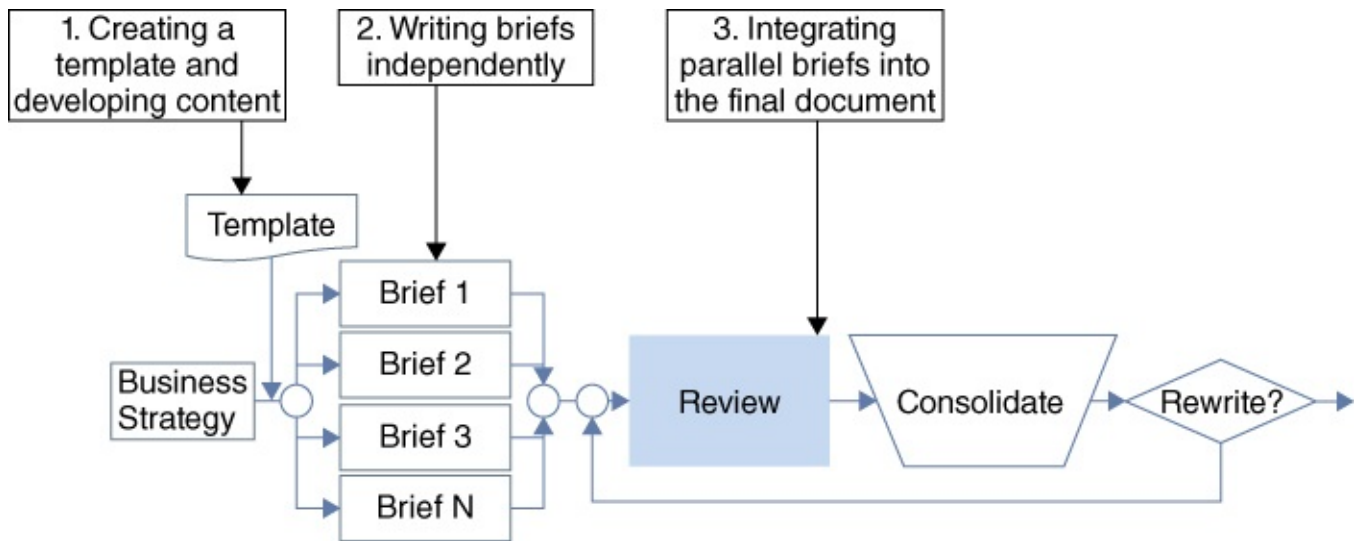 1. Creating a
template and
developing content
2. Writing briefs
independently
3. Integrating
parallel briefs into
the final document
Template
Brief 1
Brief 2
Brief 3
Brief N
Business
Strategy
Review
Consolidate
Rewrite?